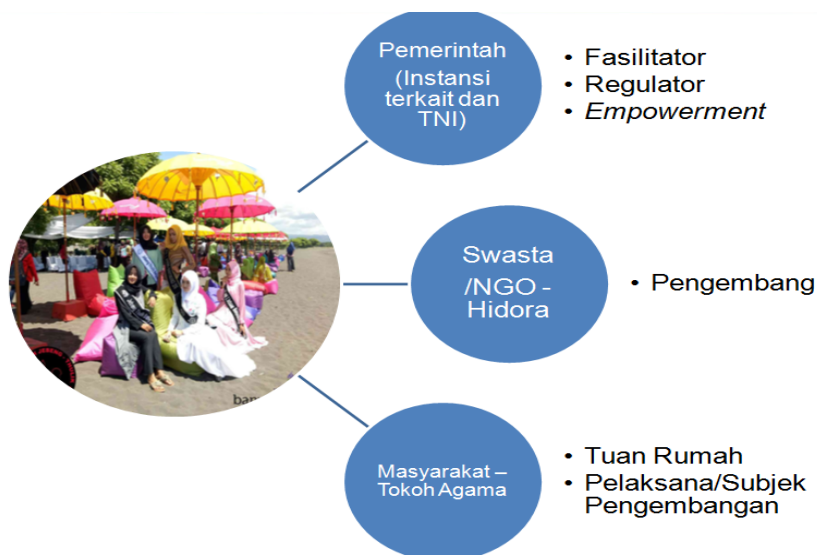 Pemerintah
(Instansi
terkait dan
TNI)
• Fasilitator
• Regulator
• Empowerment
Swasta
/NGO -
Hidora
• Pengembang
Masyarakat –
Tokoh Agama
• Tuan Rumah
• Pelaksana/Subjek
Pengembangan